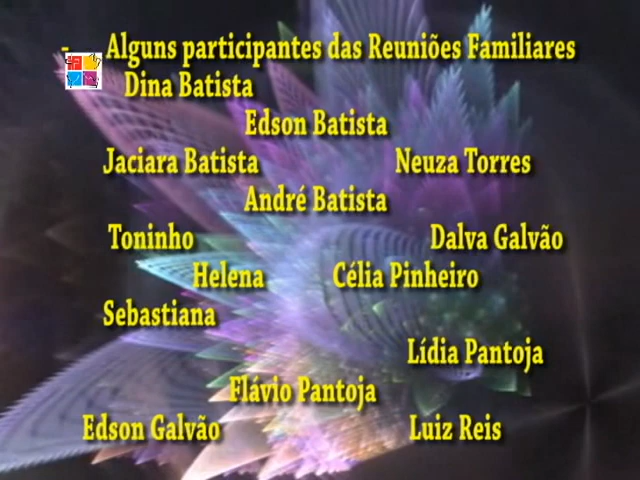 - Alguns participantes das Reuniões Familiares
Dina Batista
Edson Batista
Jaciara Batista Neuza Torres
André Batista
Toninho Dalva Galvão
Helena Célia Pinheiro
Sebastiana
Lídia Pantoja
Flávio Pantoja
Edson Galvão Luiz Reis